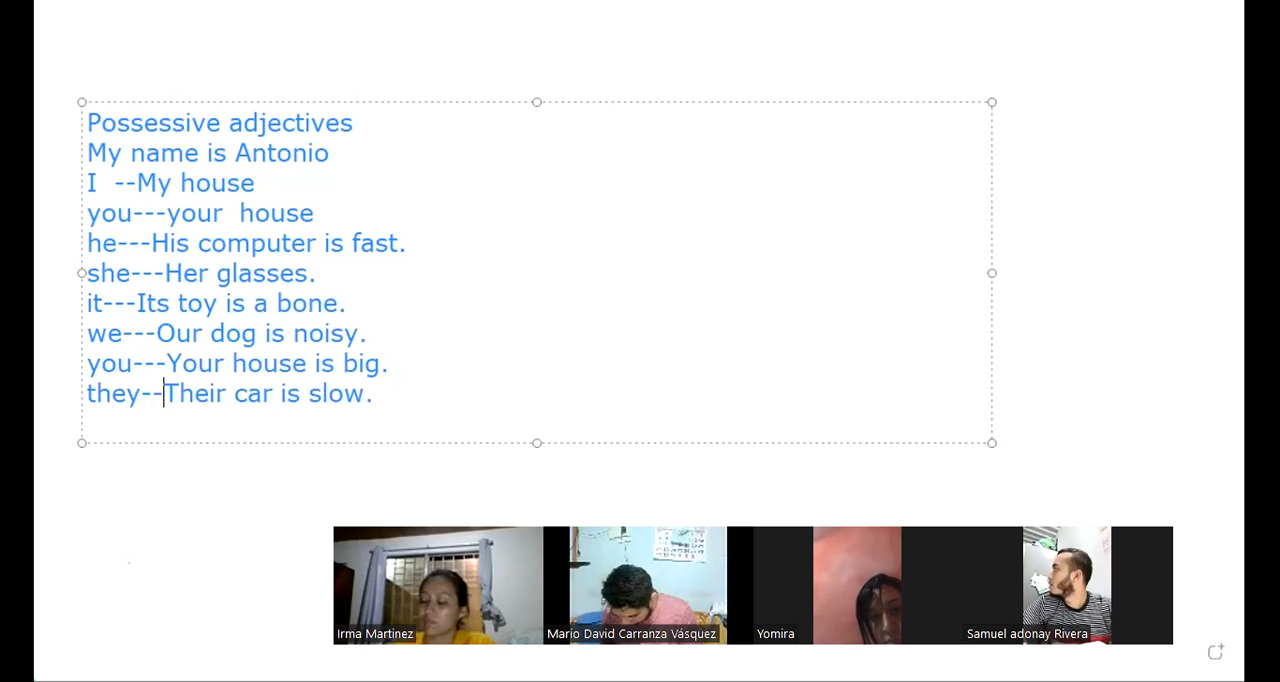 Possessive adjectives
My name is Antonio
I  --My house
you---your  house
he---His computer is fast.
she---Her glasses.
it---Its toy is a bone.
we---Our dog is noisy.
you---Your house is big.
they--Their car is slow.
Irma Martinez
Mario David Carranza Vásquez
Yomira
Samuel adonay Rivera